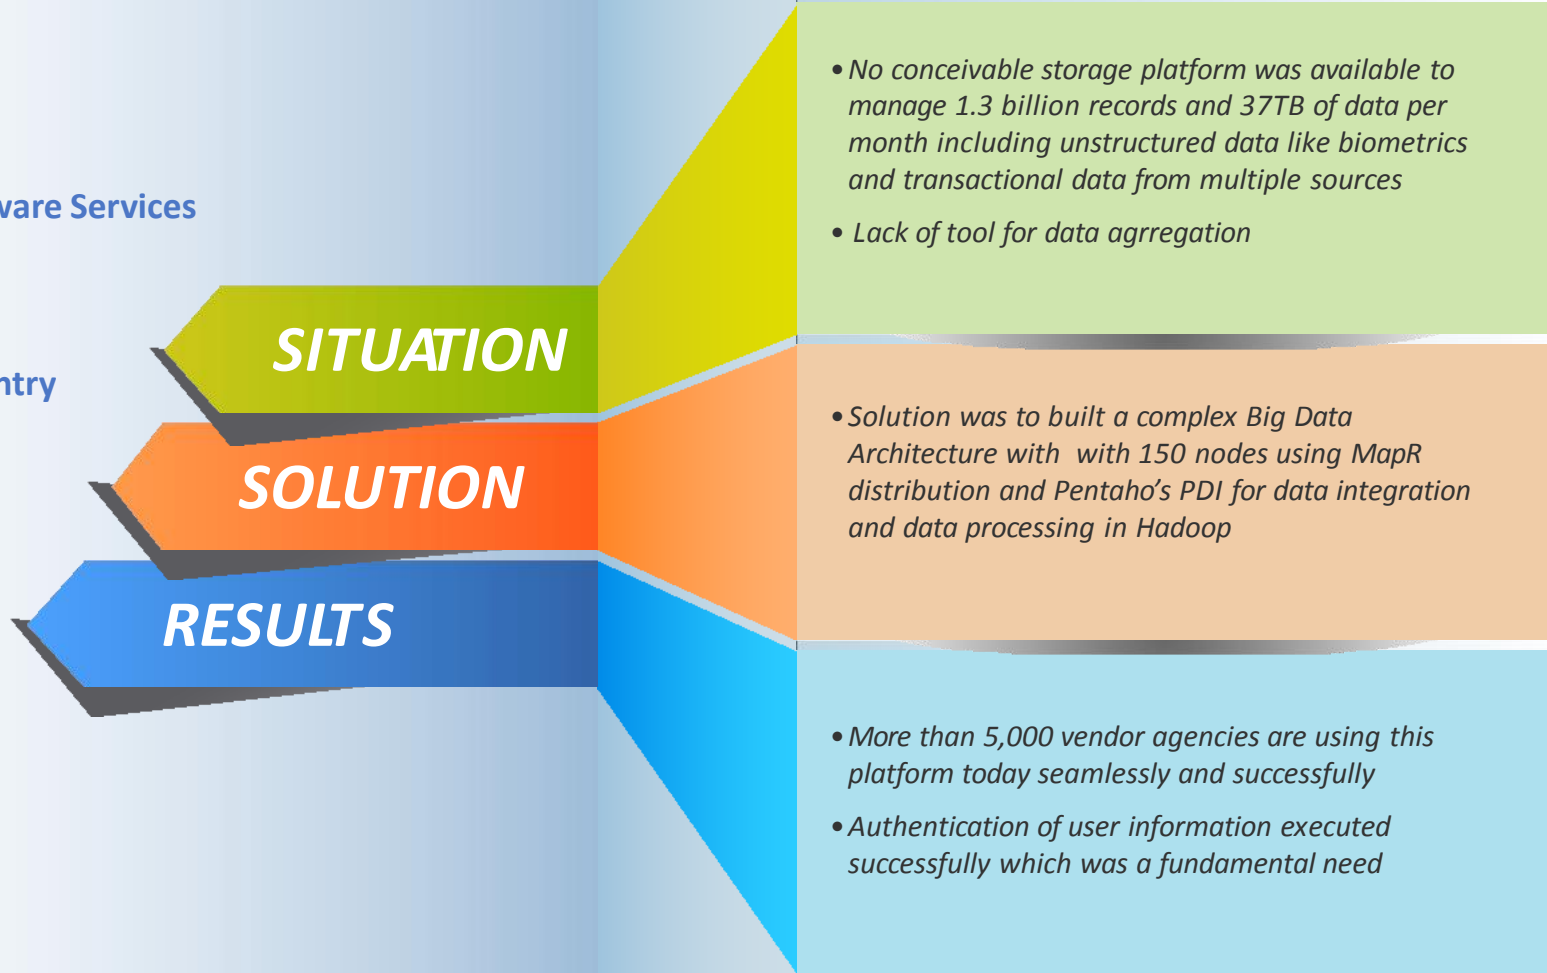 ware Services
ntry
SITUATION
• No conceivable storage platform was available to
manage 1.3 billion records and 37TB of data per
month including unstructured data like biometrics
and transactional data from multiple sources
• Lack of tool for data agrregation
SOLUTION
• Solution was to built a complex Big Data
Architecture with with 150 nodes using MapR
distribution and Pentaho’s PDI for data integration
and data processing in Hadoop
RESULTS
• More than 5,000 vendor agencies are using this
platform today seamlessly and successfully
• Authentication of user information executed
successfully which was a fundamental need